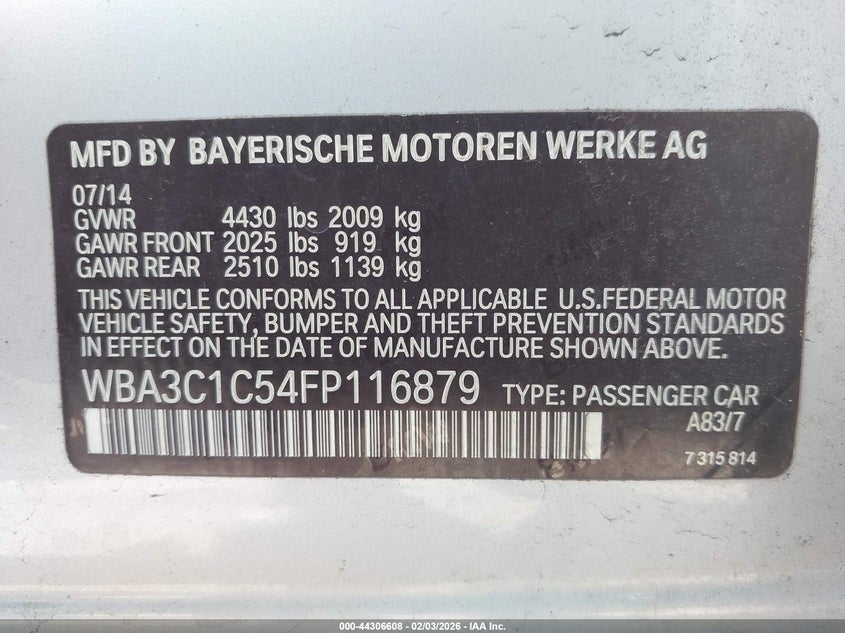 MFD BY BAYERISCHE MOTOREN WERKE AG
07/14
GVWR 4430 lbs 2009 kg
GAWR FRONT 2025 lbs 919 kg
GAWR REAR 2510 lbs 1139 kg
THIS VEHICLE CONFORMS TO ALL APPLICABLE U.S.FEDERAL MOTOR
VEHICLE SAFETY, BUMPER AND THEFT PREVENTION STANDARDS
IN EFFECT ON THE DATE OF MANUFACTURE SHOWN ABOVE.
WBA3C1C54FP116879 TYPE: PASSENGER CAR
A83/7
7 315 814
000-44306608 - 02/03/2026 - IAA Inc.